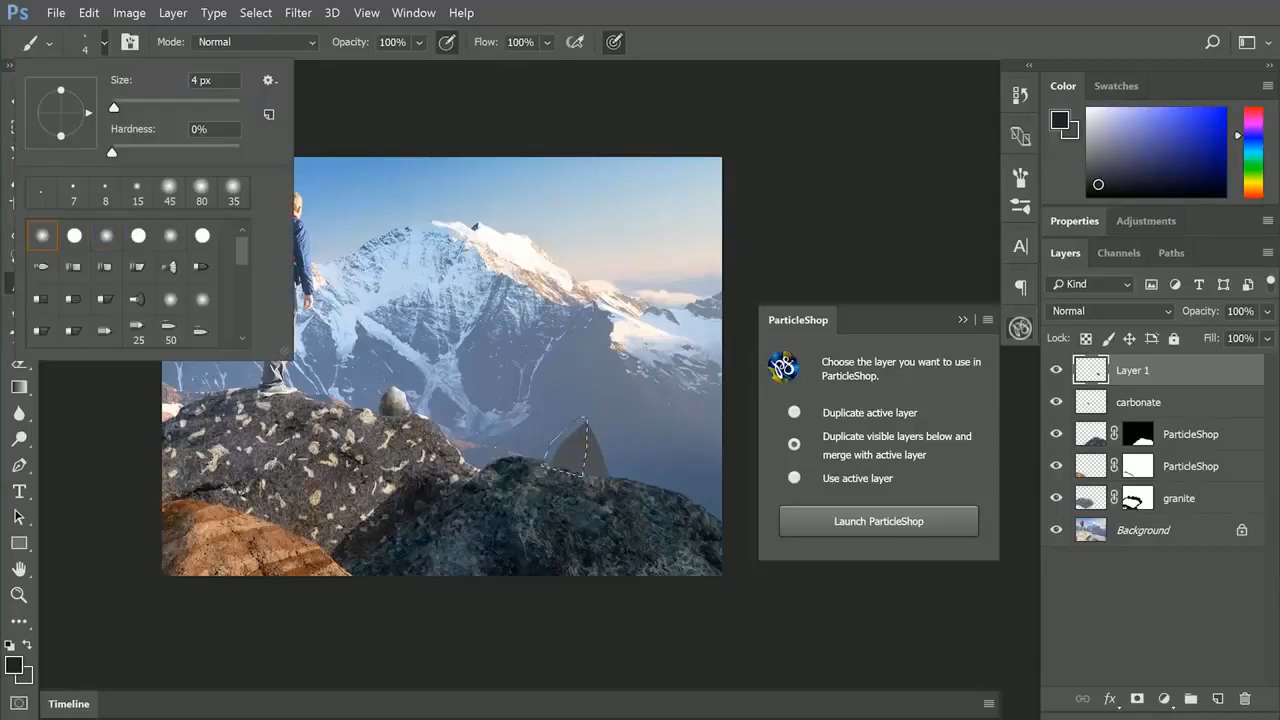 Ps File Edit Image Layer Type Select Filter 3D View Window Help
4 Mode: Normal Opacity: 100% Flow: 100%
Size: 4 px
Hardness: 0%
7 8 15 45 80 35
25 50
Color Swatches
Properties Adjustments
Layers Channels Paths
Kind
Normal Opacity: 100%
Lock: Fill: 100%
Layer 1
carbonate
ParticleShop
ParticleShop
granite
Background
ParticleShop
Choose the layer you want to use in
ParticleShop.
Duplicate active layer
Duplicate visible layers below and
merge with active layer
Use active layer
Launch ParticleShop
Timeline